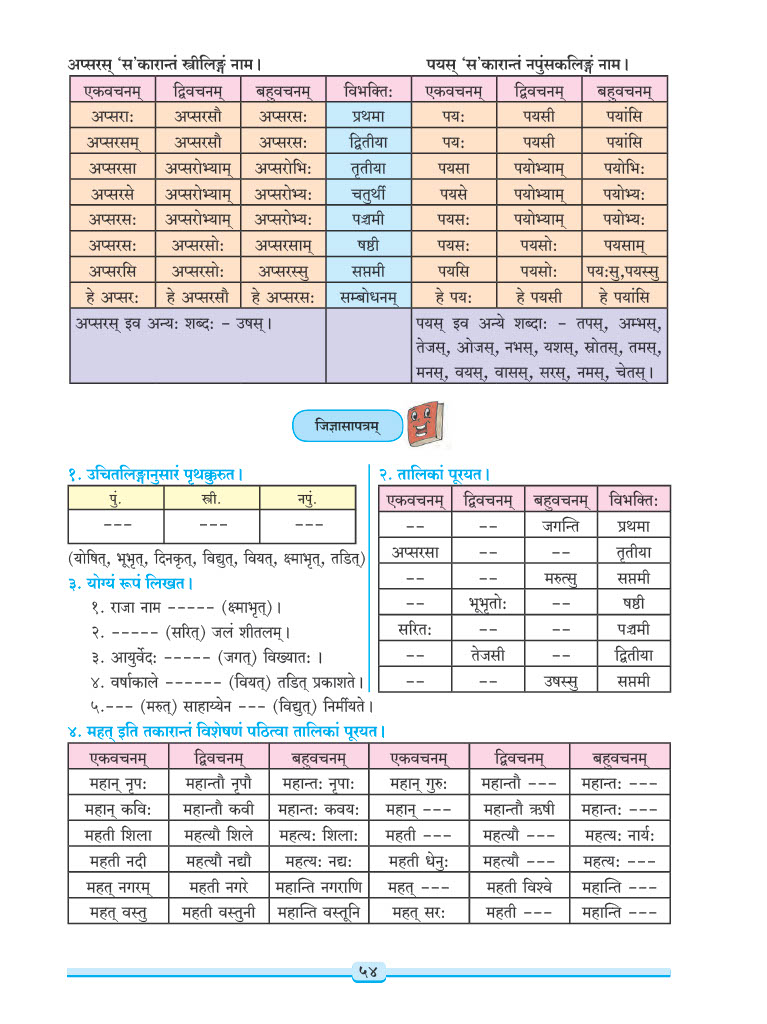 अप्सरस् ‘स’कारान्तं स्त्रीलिङ्गं नाम। पयस् ‘स’कारान्तं नपुंसकलिङ्गं नाम।
एकवचनम् द्विवचनम् बहुवचनम् विभक्ति: एकवचनम् द्विवचनम् बहुवचनम्
अप्सरा: अप्सरसौ अप्सरस: प्रथमा पय: पयसी पयांसि
अप्सरसम् अप्सरसौ अप्सरस: द्वितीया पय: पयसी पयांसि
अप्सरसा अप्सरोभ्याम् अप्सरोभि: तृतीया पयसा पयोभ्याम् पयोभि:
अप्सरसे अप्सरोभ्याम् अप्सरोभ्य: चतुर्थी पयसे पयोभ्याम् पयोभ्य:
अप्सरस: अप्सरोभ्याम् अप्सरोभ्य: पञ्चमी पयस: पयोभ्याम् पयोभ्य:
अप्सरस: अप्सरसो: अप्सरसाम् षष्ठी पयस: पयसो: पयसाम्
अप्सरसि अप्सरसो: अप्सरस्सु सप्तमी पयसि पयसो: पय:सु,पयस्सु
हे अप्सर: हे अप्सरसौ हे अप्सरस: सम्बोधनम् हे पय: हे पयसी हे पयांसि
अप्सरस् इव अन्य: शब्द: – उषस्। पयस् इव अन्ये शब्दा: – तपस्, अम्भस्,
तेजस्, ओजस्, नभस्, यशस्, स्रोतस्, तमस्,
मनस्, वयस्, वासस्, सरस्, नमस्, चेतस्।
जिज्ञासापत्रम्
१. उचितलिङ्गानुसारं पृथक्कुरुत।
पुं. स्त्री. नपुं.
--- --- ---
(योषित्, भूभृत्, दिनकृत्, विद्युत्, वियत्, क्ष्माभृत्, तडित्)
३. योग्यं रूपं लिखत।
१. राजा नाम ----- (क्ष्माभृत्)।
२. ----- (सरित्) जलं शीतलम्।
३. आयुर्वेद: ----- (जगत्) विख्यात: ।
४. वर्षाकाले ------ (वियत्) तडित् प्रकाशते।
५.--- (मरुत्) साहाय्येन --- (विद्युत्) निर्मीयते।
२. तालिकां पूरयत।
एकवचनम् द्विवचनम् बहुवचनम् विभक्ति:
-- -- जगन्ति प्रथमा
अप्सरसा -- -- तृतीया
-- -- मरुत्सु सप्तमी
-- भूभृतो: -- षष्ठी
सरित: -- -- पञ्चमी
-- तेजसी -- द्वितीया
-- -- उषस्सु सप्तमी
४. महत् इति तकारान्तं विशेषणं पठित्वा तालिकां पूरयत।
एकवचनम् द्विवचनम् बहुवचनम् एकवचनम् द्विवचनम् बहुवचनम्
महान् नृप: महान्तौ नृपौ महान्त: नृपा: महान् गुरु: महान्तौ --- महान्त: ---
महान् कवि: महान्तौ कवी महान्त: कवय: महान् --- महान्तौ ऋषी महान्त: ---
महती शिला महत्यौ शिले महत्य: शिला: महती --- महत्यौ --- महत्य: नार्य:
महती नदी महत्यौ नद्यौ महत्य: नद्य: महती धेनु: महत्यौ --- महत्य: ---
महत् नगरम् महती नगरे महान्ति नगराणि महत् --- महती विश्वे महान्ति ---
महत् वस्तु महती वस्तुनी महान्ति वस्तूनि महत् सर: महती --- महान्ति ---
५४